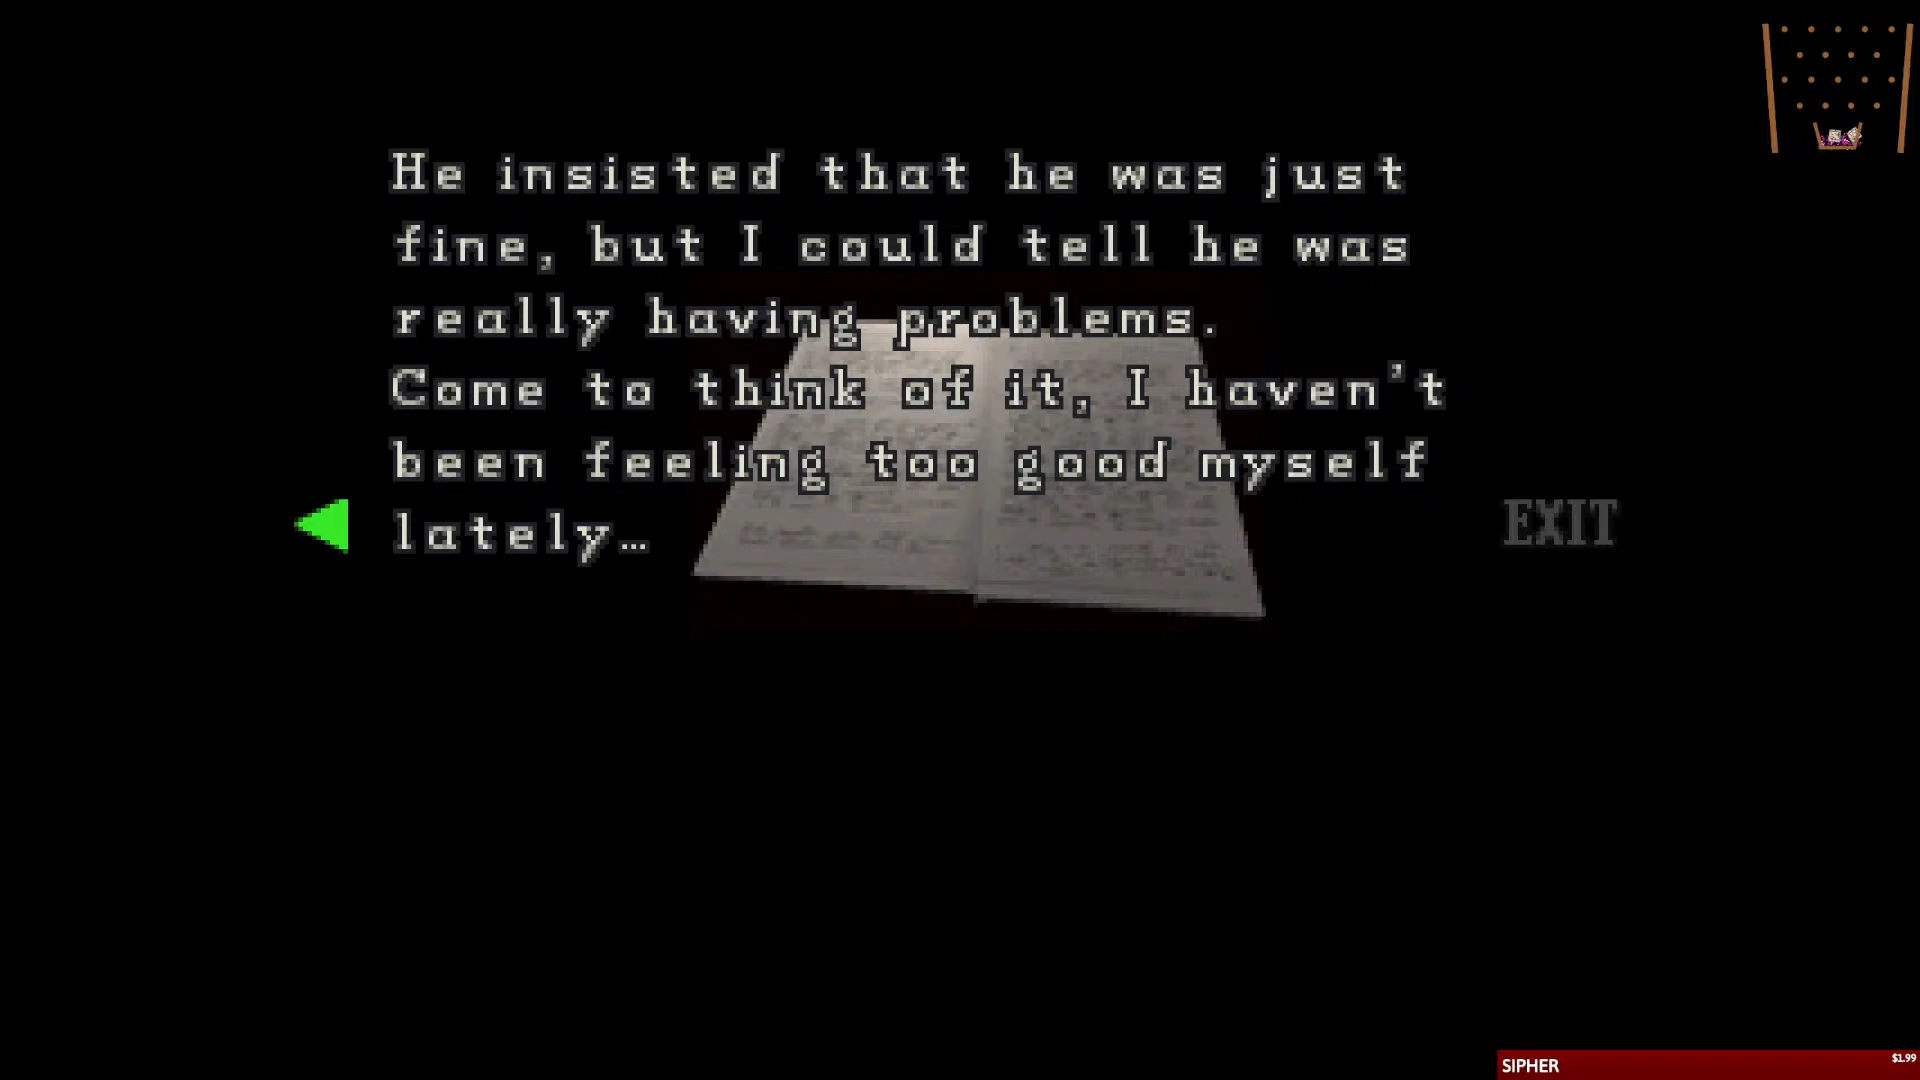 He insisted that he was just
fine, but I could tell he was
really having problems.
Come to think of it, I haven't
been feeling too good myself
lately…
EXIT
SIPHER
$1.99